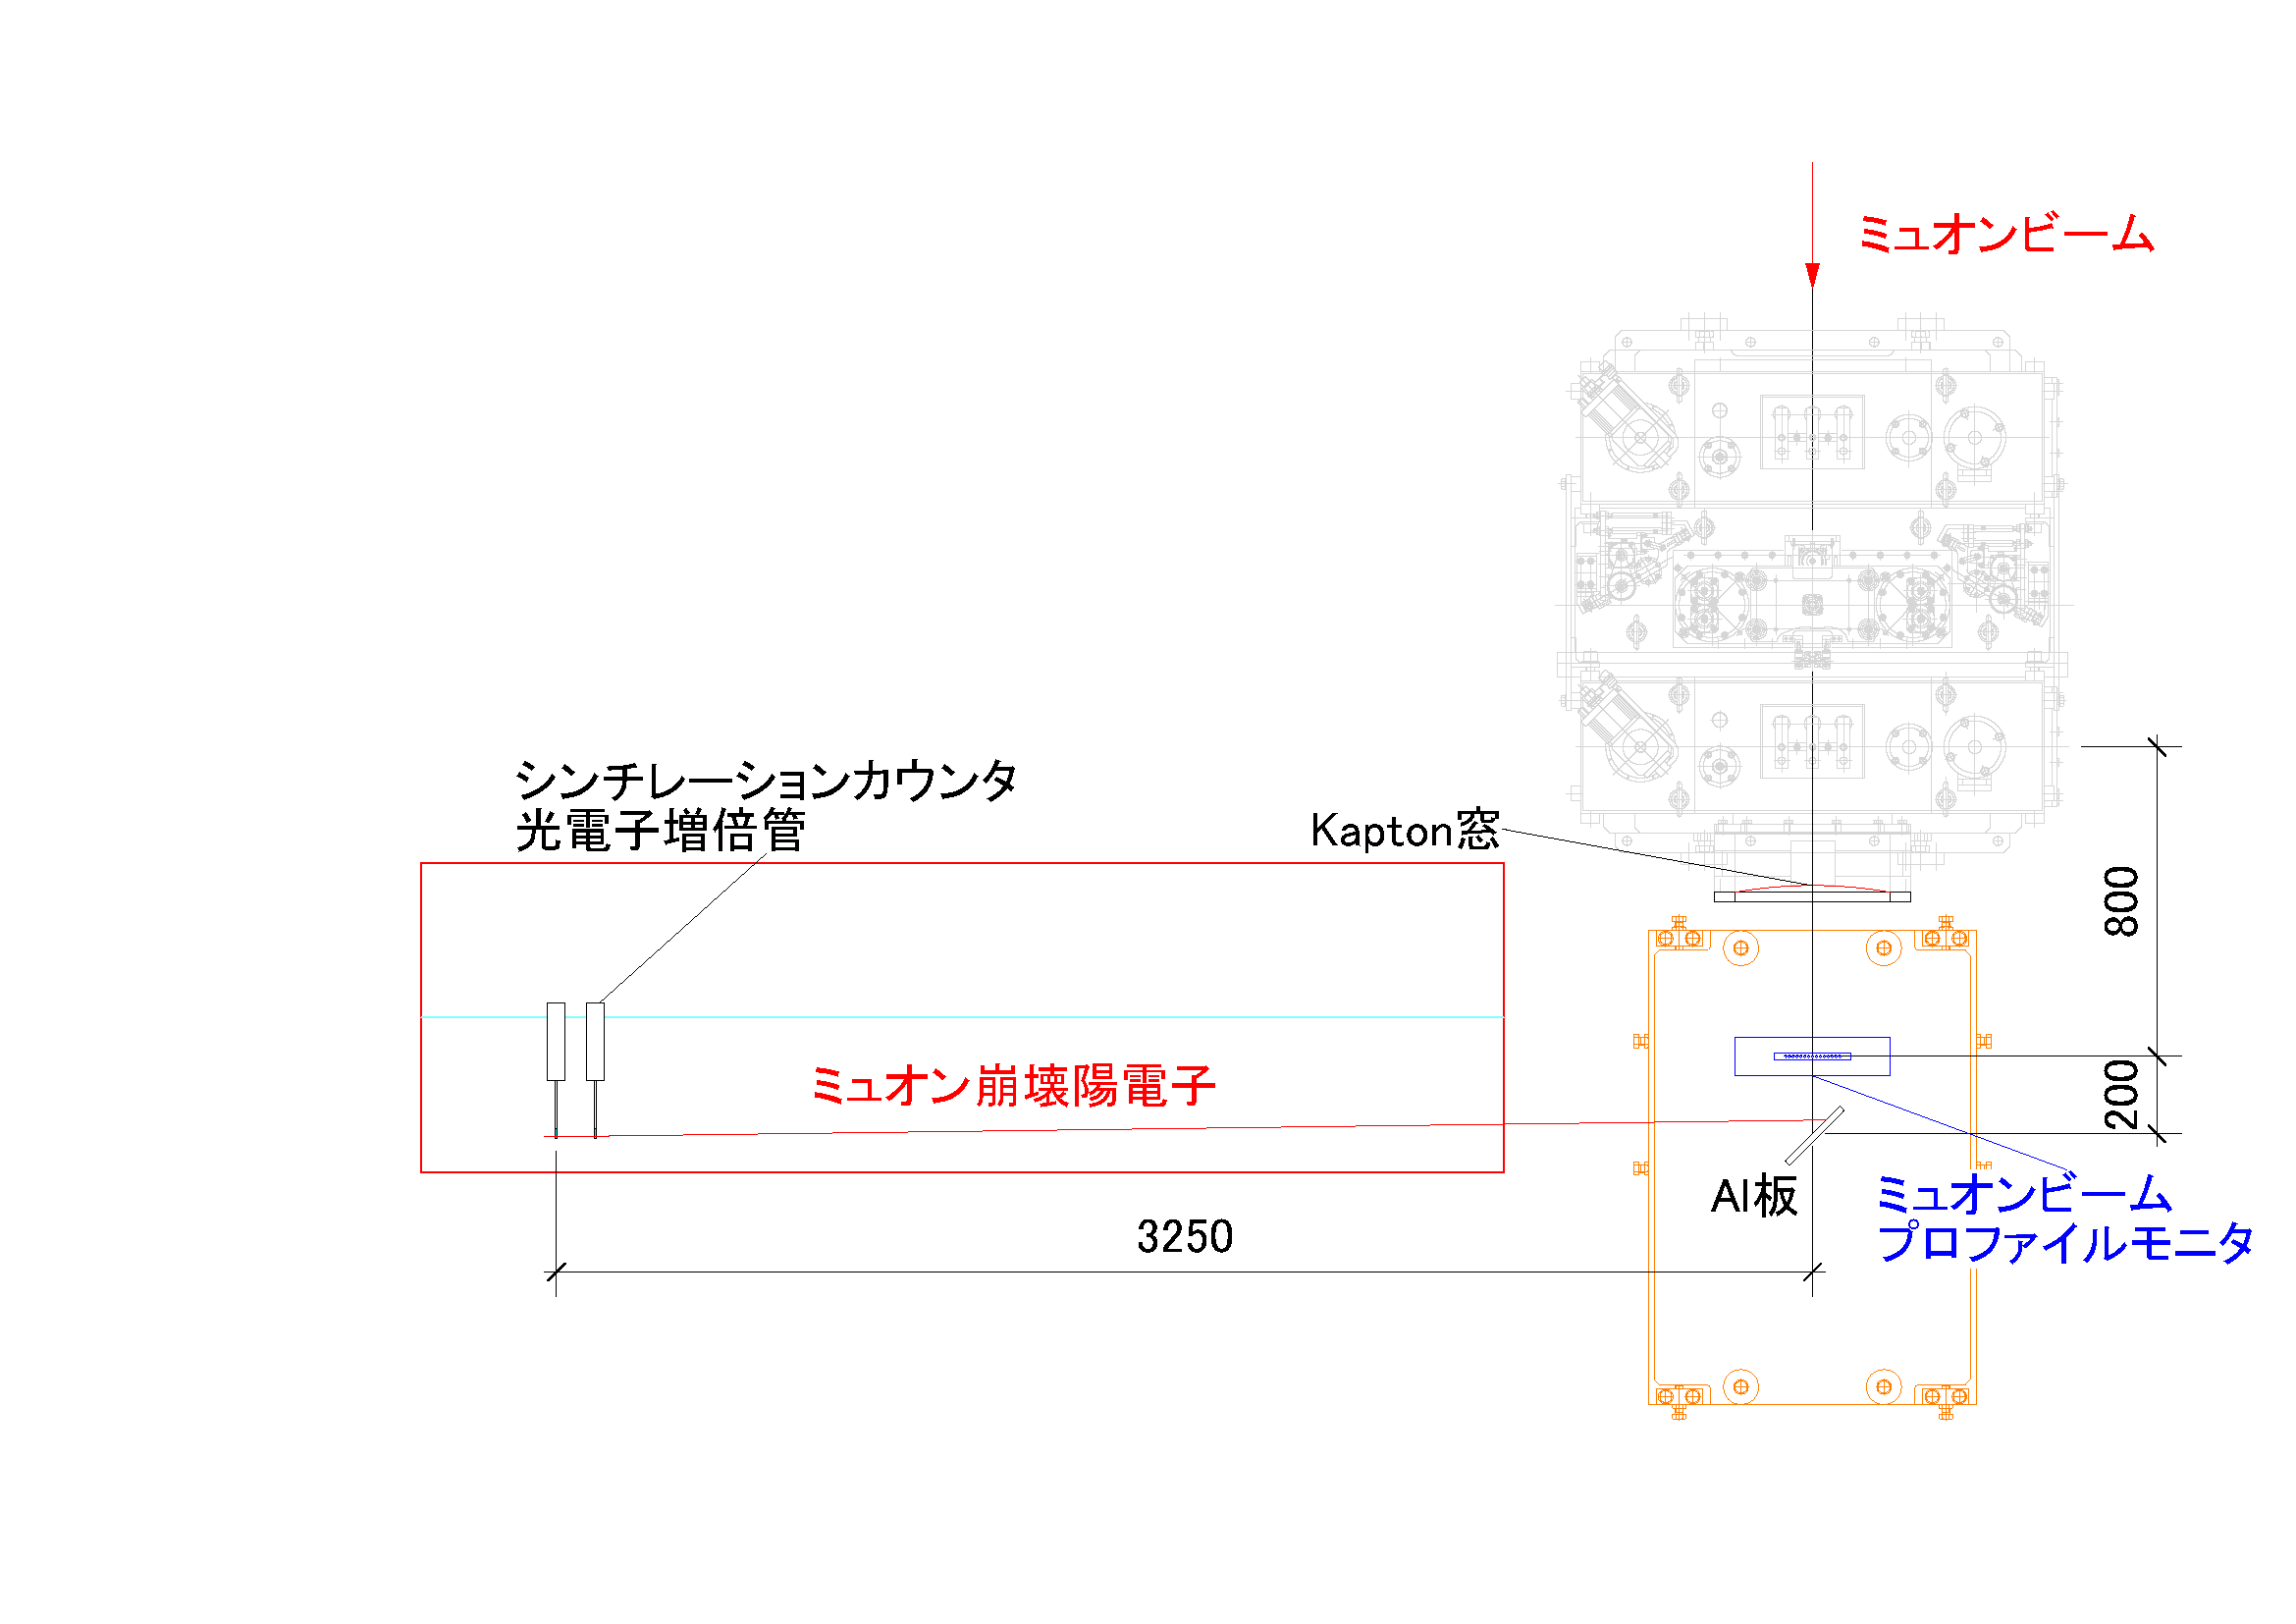 ミュオンビーム
シンチレーションカウンタ
光電子増倍管
Kapton窓
800
ミュオン崩壊陽電子
200
Al板
ミュオンビーム
プロファイルモニタ
3250